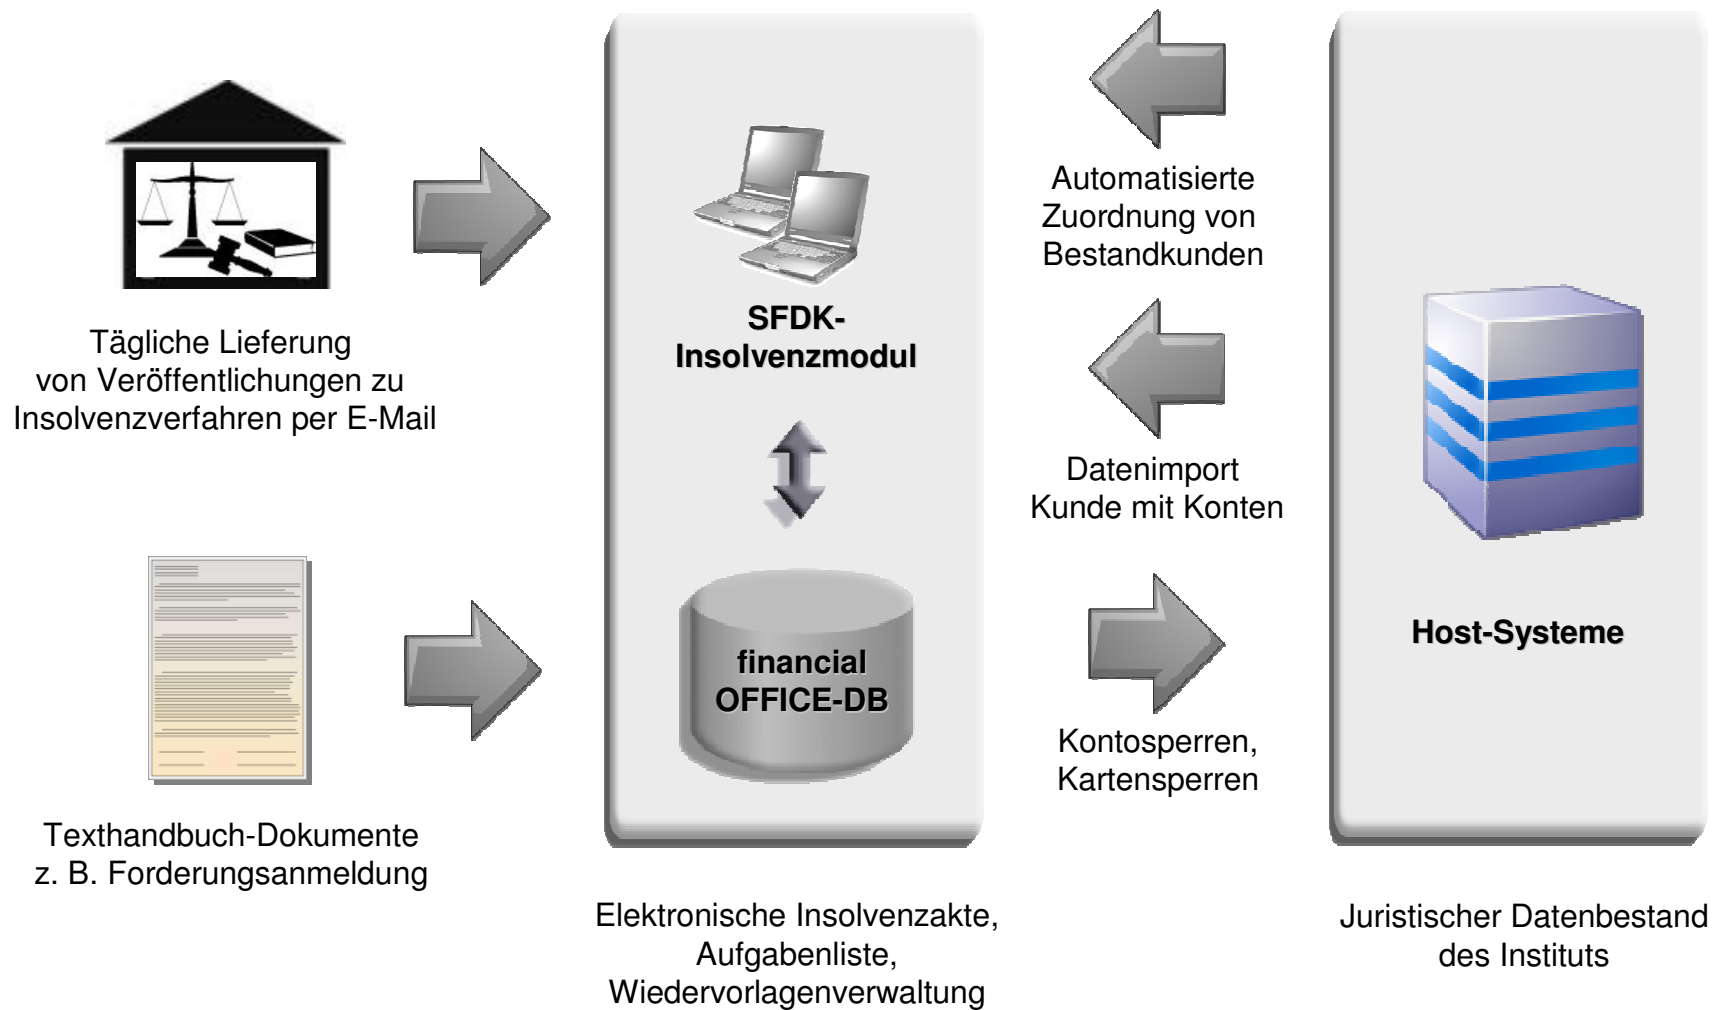 Tägliche Lieferung
von Veröffentlichungen zu
Insolvenzverfahren per E-Mail
Texthandbuch-Dokumente
z. B. Forderungsanmeldung
SFDK-
Insolvenzmodul
financial
OFFICE-DB
Elektronische Insolvenzakte,
Aufgabenliste,
Wiedervorlagenverwaltung
Automatisierte
Zuordnung von
Bestandkunden
Datenimport
Kunde mit Konten
Kontosperren,
Kartensperren
Host-Systeme
Juristischer Datenbestand
des Instituts